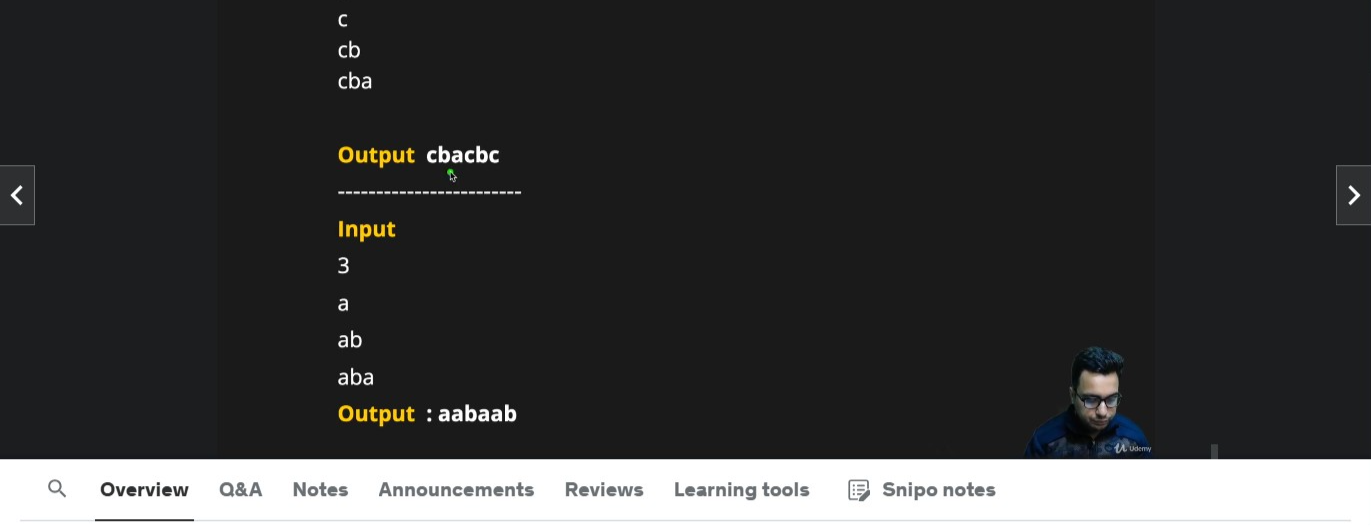 c
cb
cba
Output cbacbc
------------------------
Input
3
a
ab
aba
Output : aabaab
Udemy
Overview Q&A Notes Announcements Reviews Learning tools Snipo notes